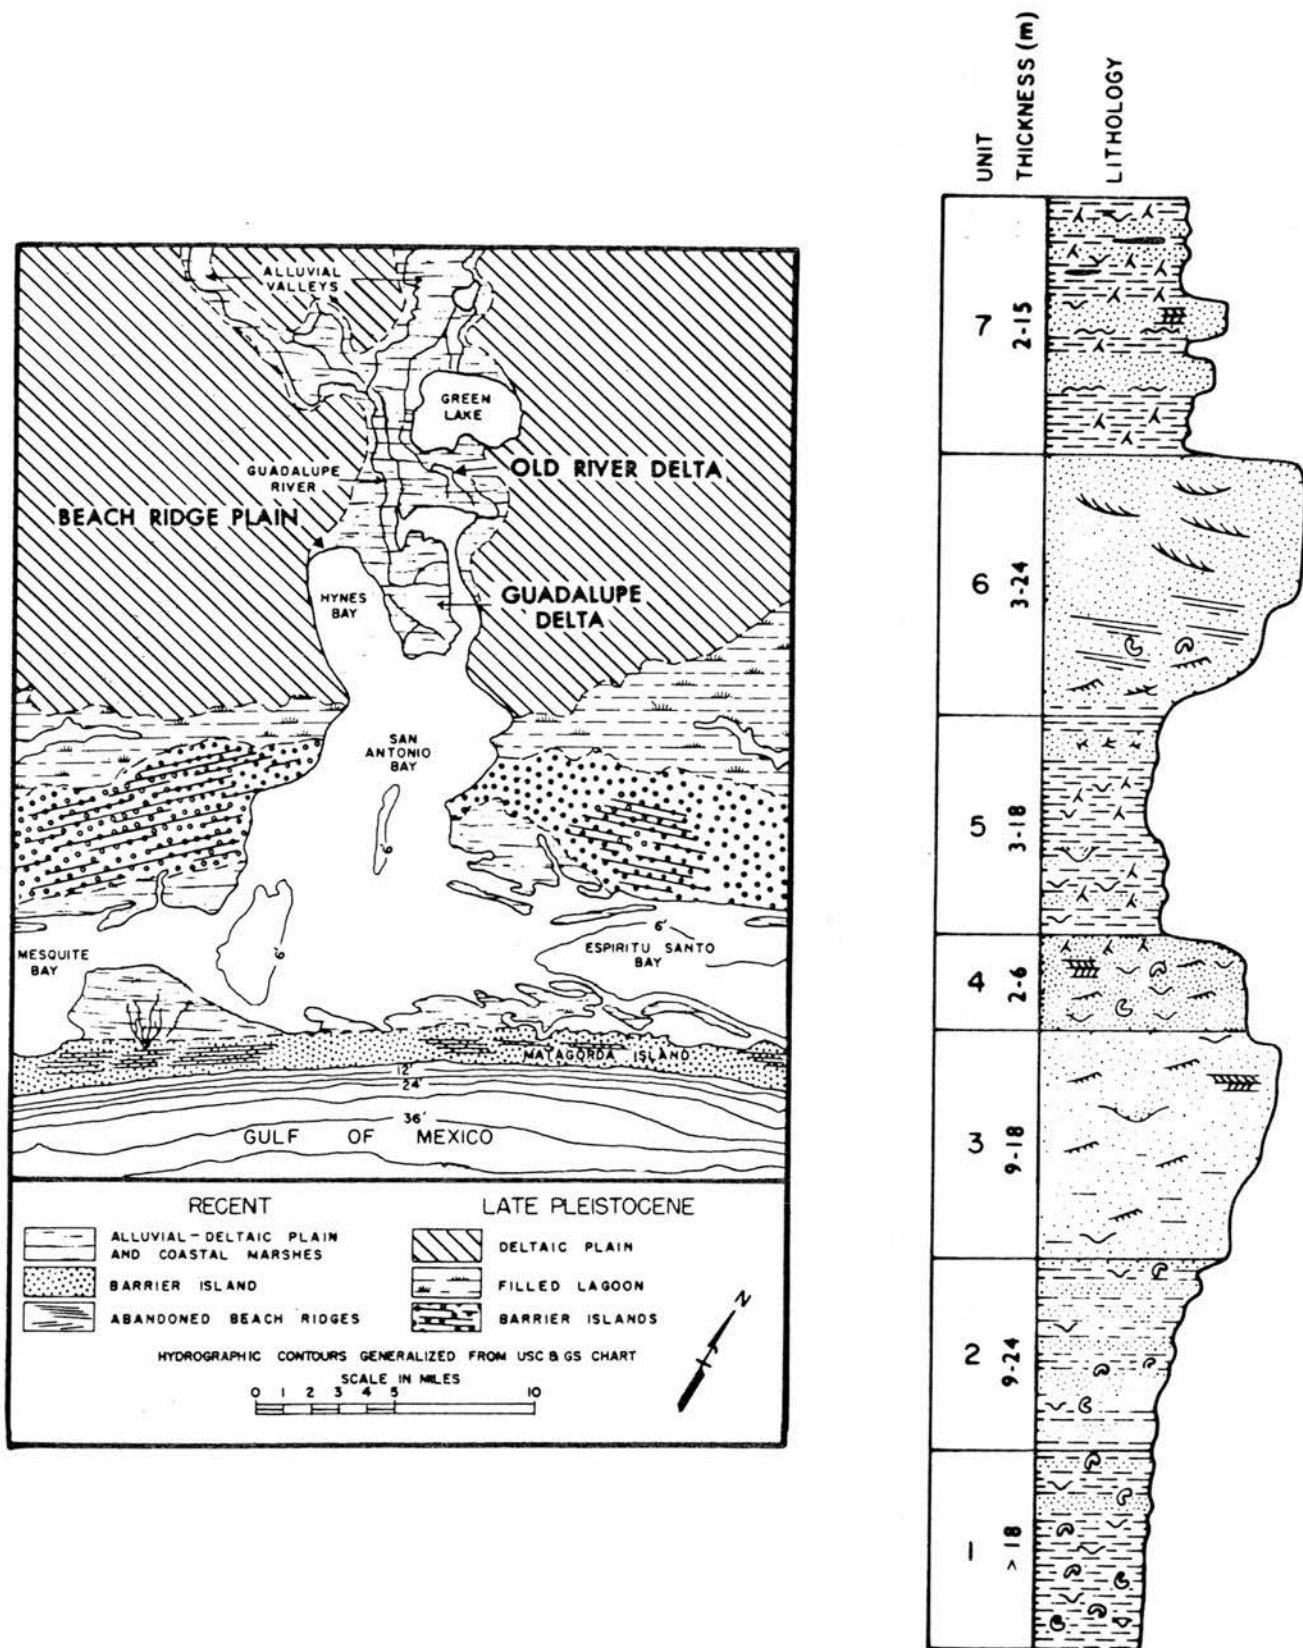 ALLUVIAL
VALLEYS
GREEN
LAKE
GUADALUPE
RIVER
OLD RIVER DELTA
BEACH RIDGE PLAIN
HYNES
BAY
GUADALUPE
DELTA
SAN
ANTONIO
BAY
6'
6'
6'
MESQUITE
BAY
ESPIRITU SANTO
BAY
MATAGORDA ISLAND
12'
24'
36'
GULF OF MEXICO
RECENT
ALLUVIAL-DELTAIC PLAIN
AND COASTAL MARSHES
BARRIER ISLAND
ABANDONED BEACH RIDGES
LATE PLEISTOCENE
DELTAIC PLAIN
FILLED LAGOON
BARRIER ISLANDS
HYDROGRAPHIC CONTOURS GENERALIZED FROM USC & GS CHART
SCALE IN MILES
0 1 2 3 4 5 10
N
UNIT THICKNESS (m) LITHOLOGY
7 2-15
6 3-24
5 3-18
4 2-6
3 9-18
2 9-24
1 >18